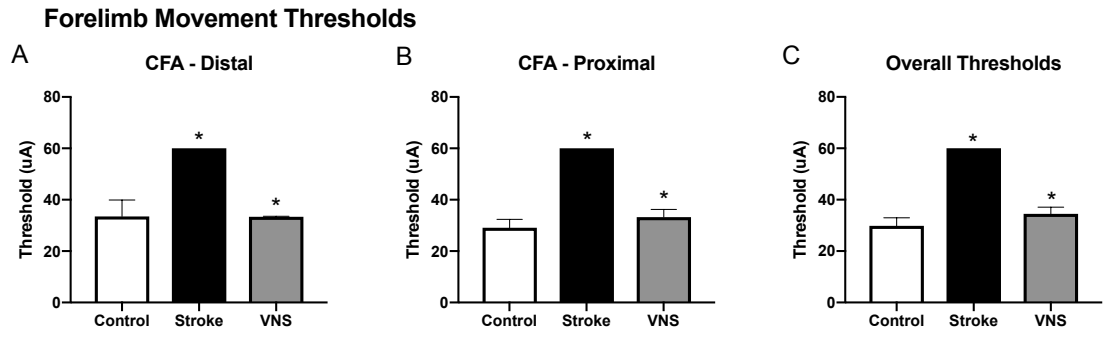 Forelimb Movement Thresholds
A
CFA - Distal
Threshold (uA)
80
60
40
20
0
*
*
Control Stroke VNS
B
CFA - Proximal
Threshold (uA)
80
60
40
20
0
*
*
Control Stroke VNS
C
Overall Thresholds
Threshold (uA)
80
60
40
20
0
*
*
Control Stroke VNS